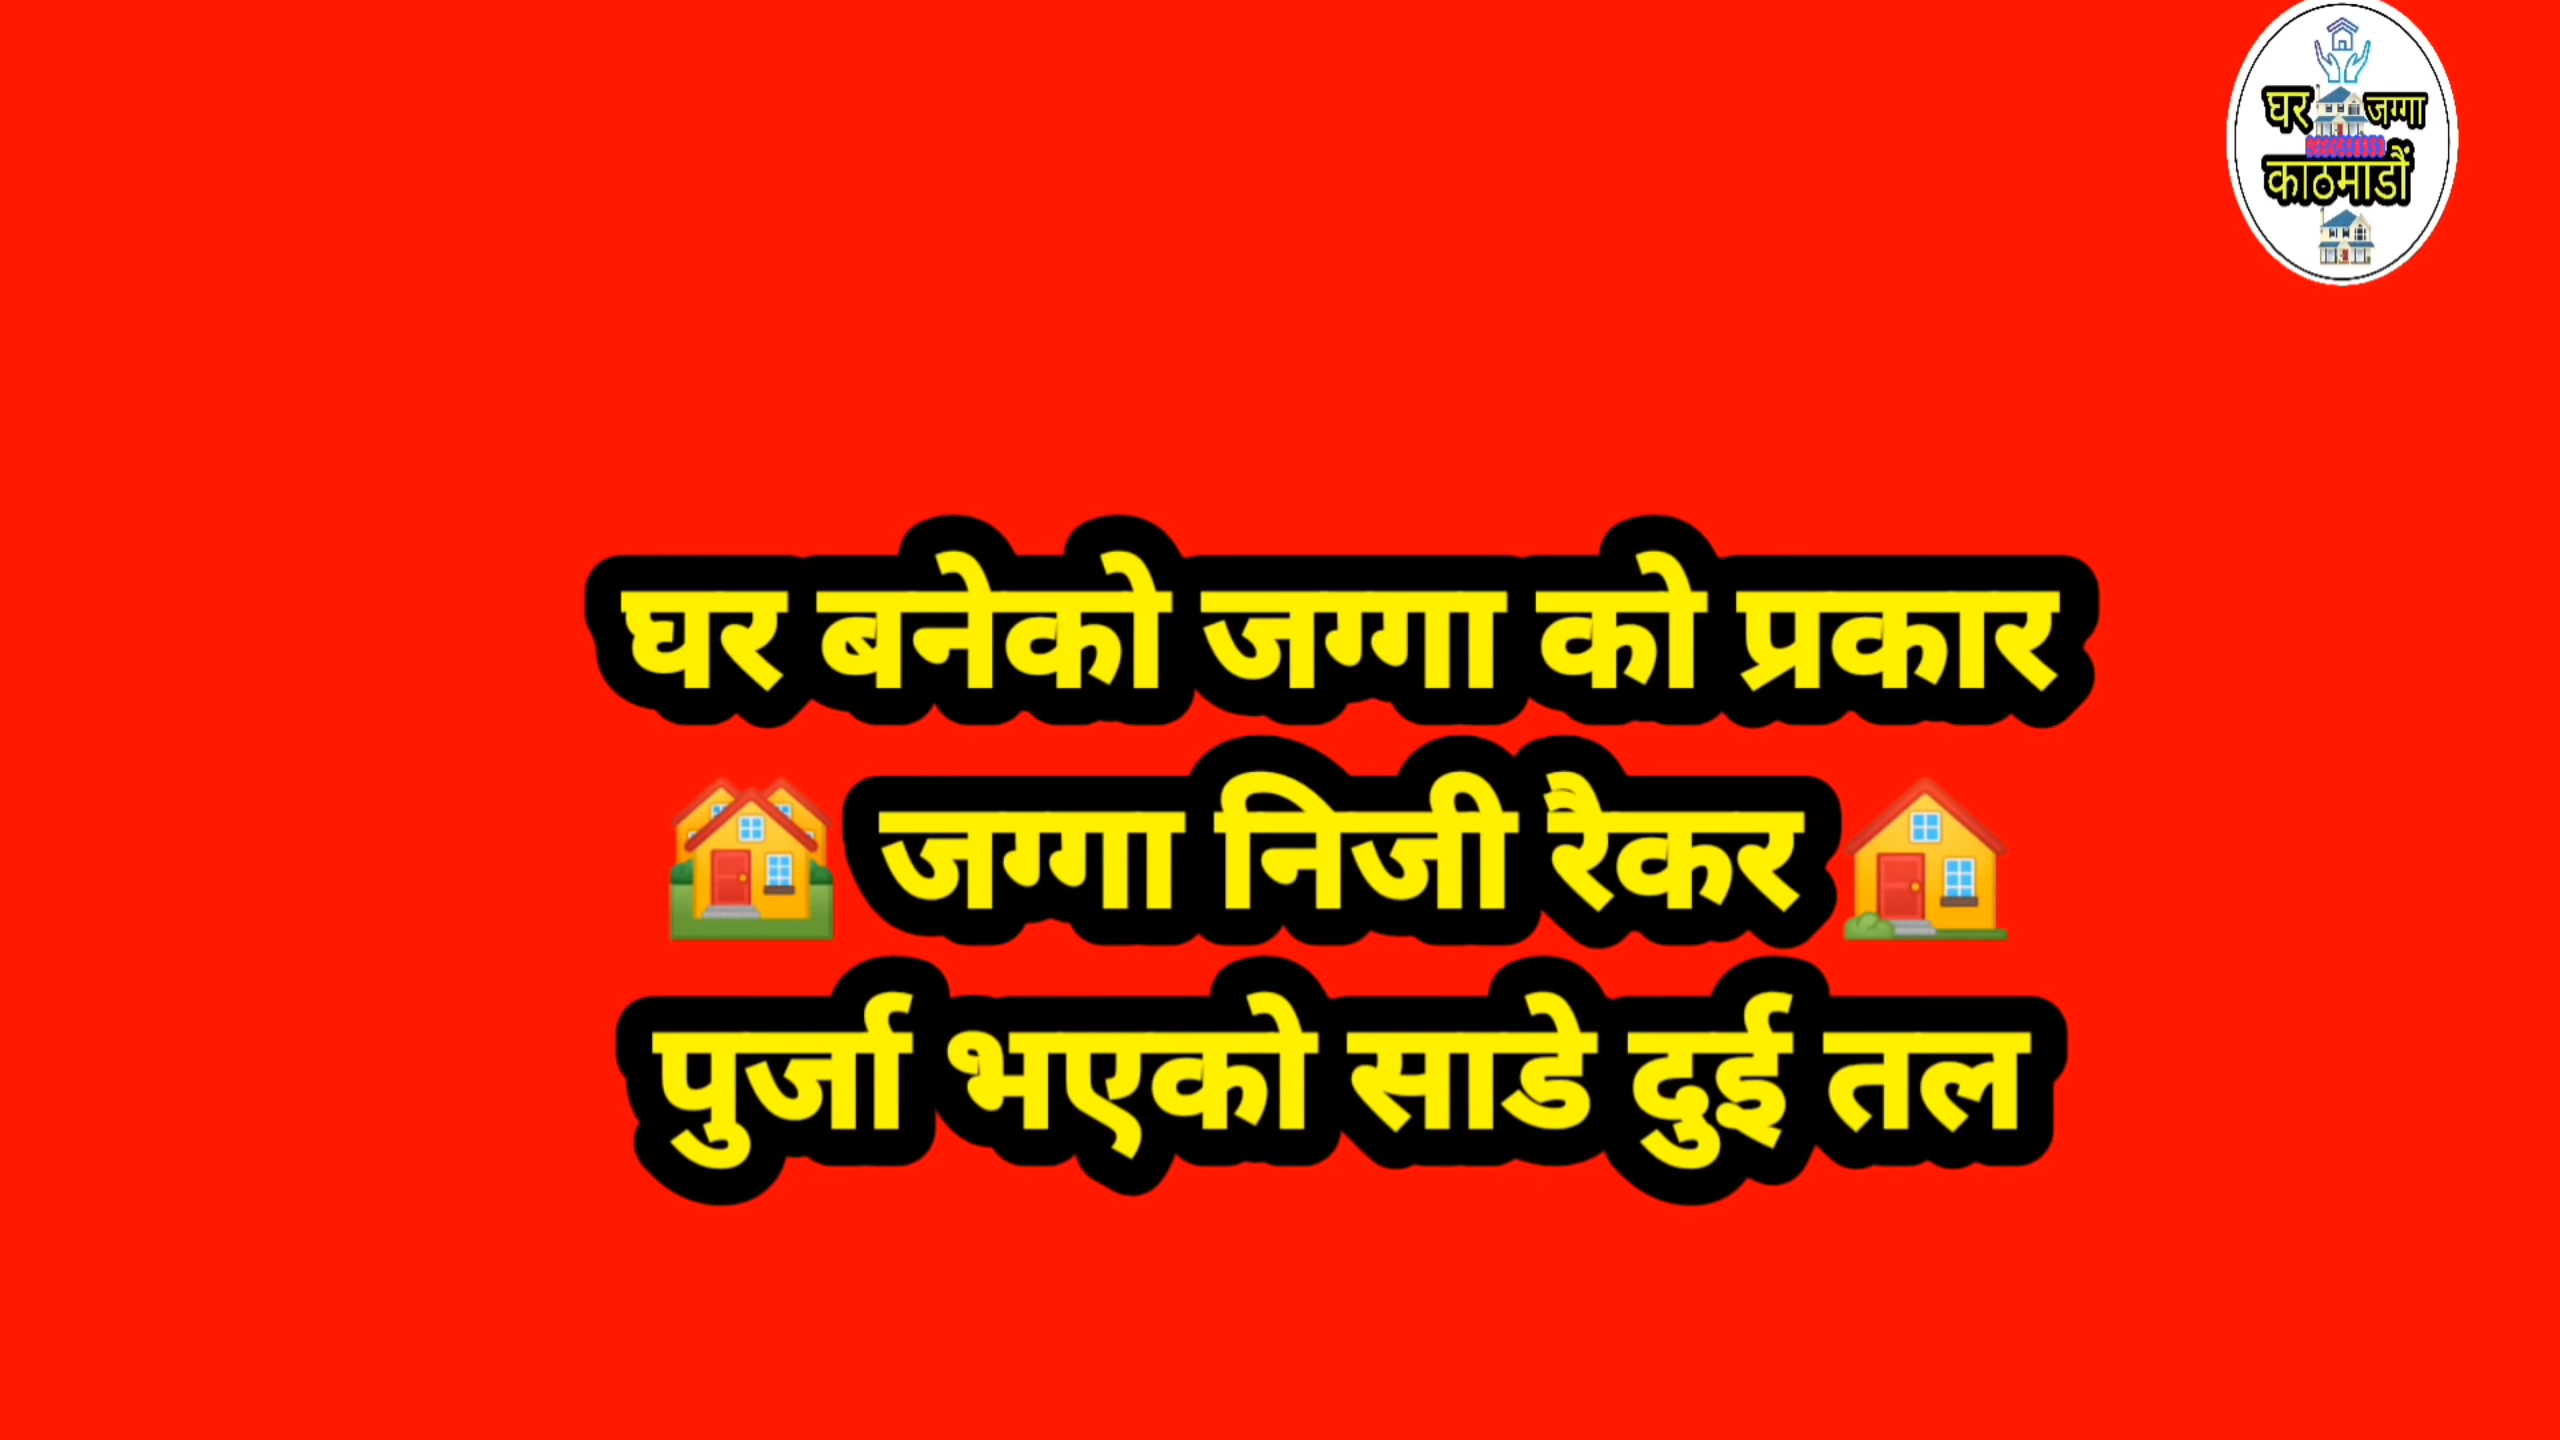 घर जग्गा
काठमाडौं
घर बनेको जग्गा को प्रकार
🏘 जग्गा निजी रैकर 🏠
पुर्जा भएको साडे दुई तल